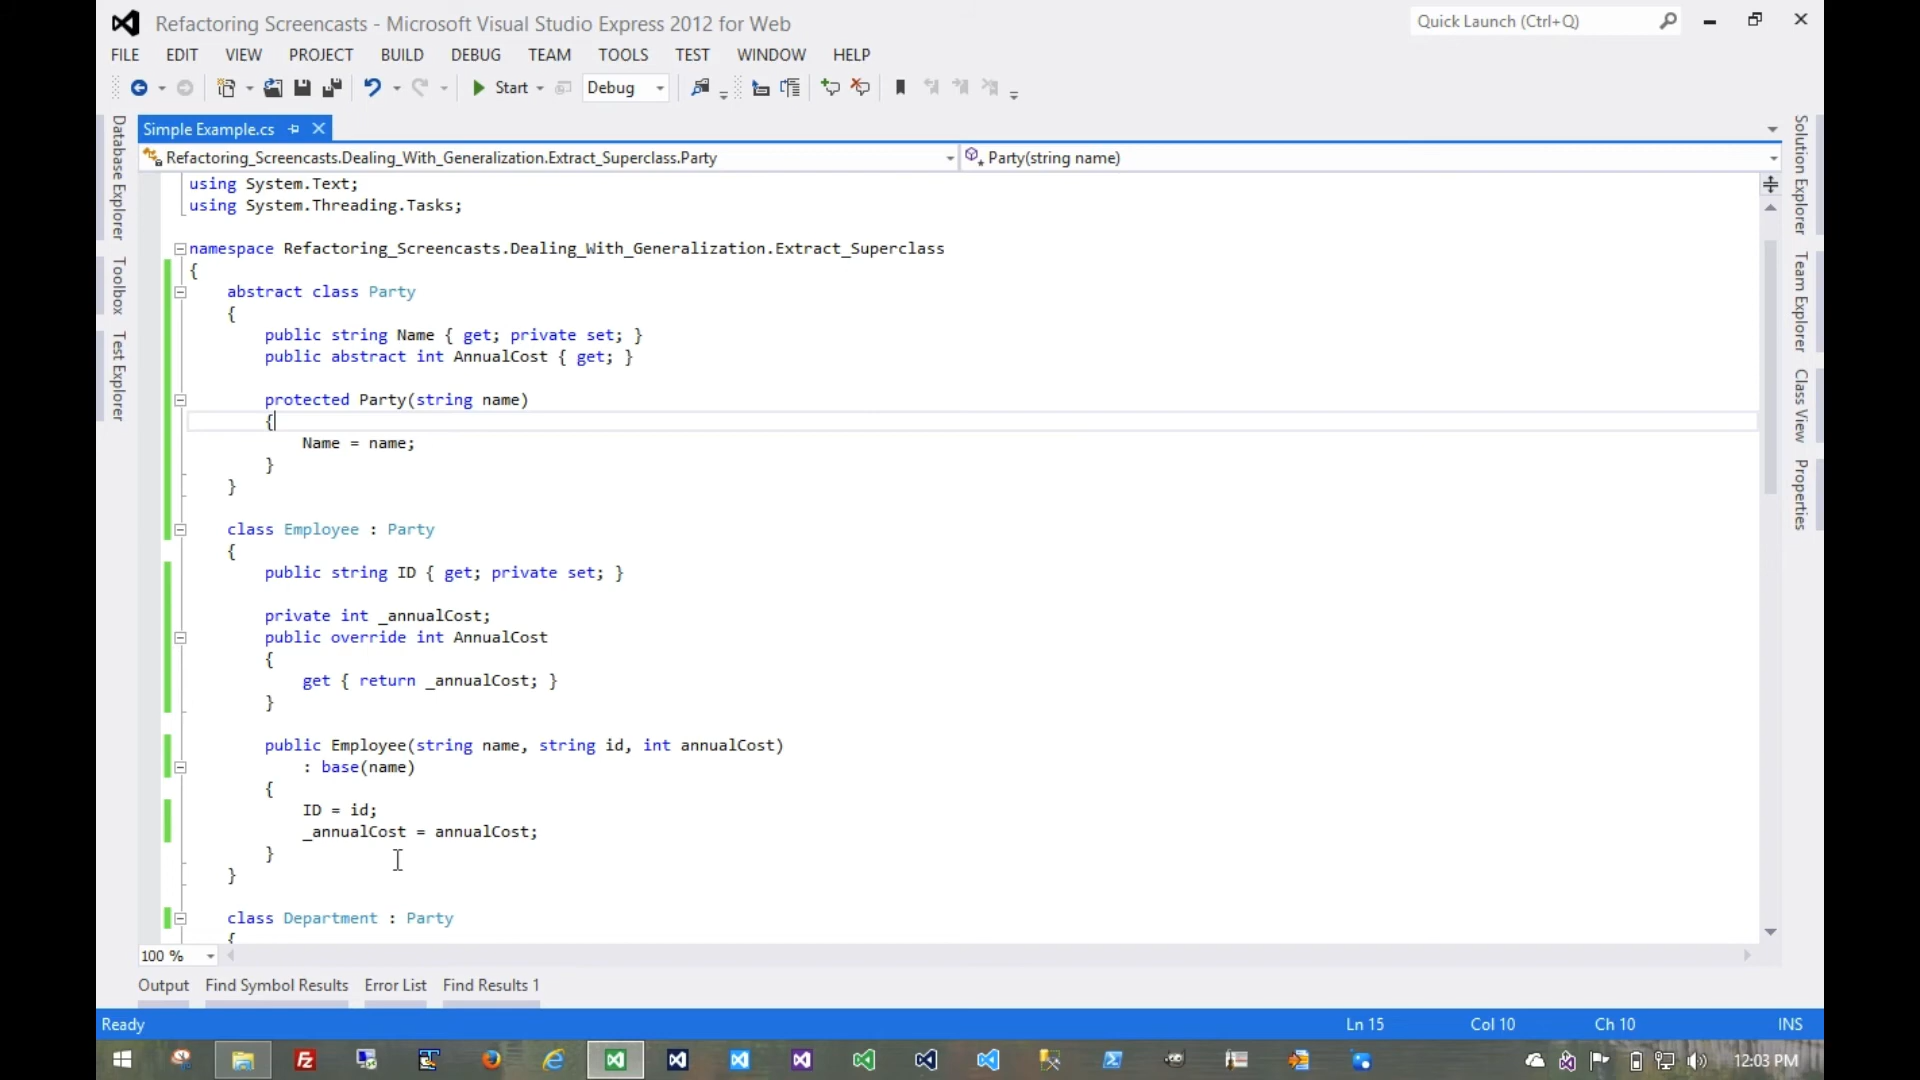 Refactoring Screencasts - Microsoft Visual Studio Express 2012 for Web
Quick Launch (Ctrl+Q)
FILE EDIT VIEW PROJECT BUILD DEBUG TEAM TOOLS TEST WINDOW HELP
Start Debug
Simple Example.cs
Refactoring_Screencasts.Dealing_With_Generalization.Extract_Superclass.Party
Party(string name)
Database Explorer
Toolbox
Test Explorer
using System.Text;
using System.Threading.Tasks;
namespace Refactoring_Screencasts.Dealing_With_Generalization.Extract_Superclass
{
abstract class Party
{
public string Name { get; private set; }
public abstract int AnnualCost { get; }
protected Party(string name)
{
Name = name;
}
}
class Employee : Party
{
public string ID { get; private set; }
private int _annualCost;
public override int AnnualCost
{
get { return _annualCost; }
}
public Employee(string name, string id, int annualCost)
: base(name)
{
ID = id;
_annualCost = annualCost;
}
}
class Department : Party
{
Solution Explorer
Team Explorer
Class View
Properties
100 %
Output Find Symbol Results Error List Find Results 1
Ready Ln 15 Col 10 Ch 10 INS
12:03 PM